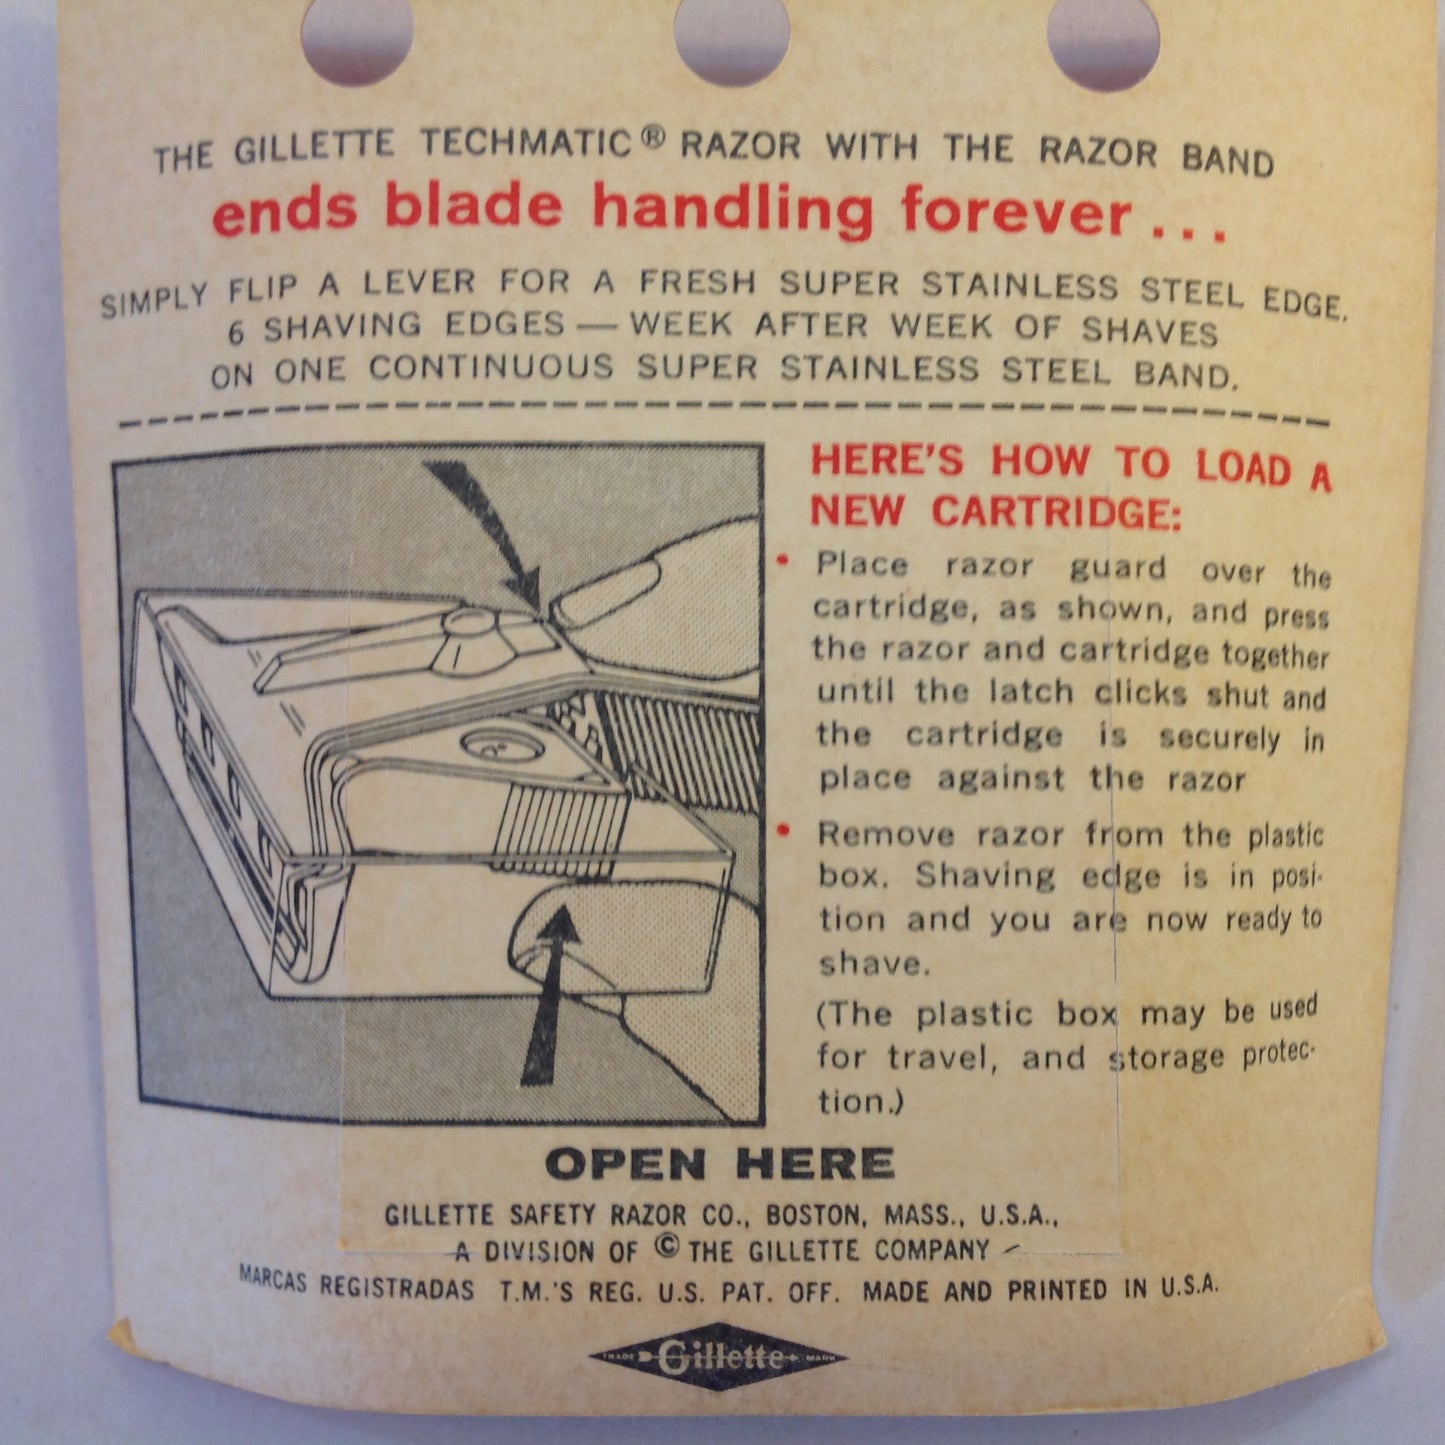 THE GILLETTE TECHMATIC® RAZOR WITH THE RAZOR BAND
ends blade handling forever...
SIMPLY FLIP A LEVER FOR A FRESH SUPER STAINLESS STEEL EDGE.
6 SHAVING EDGES — WEEK AFTER WEEK OF SHAVES
ON ONE CONTINUOUS SUPER STAINLESS STEEL BAND.
HERE'S HOW TO LOAD A
NEW CARTRIDGE:
• Place razor guard over the
cartridge, as shown, and press
the razor and cartridge together
until the latch clicks shut and
the cartridge is securely in
place against the razor
• Remove razor from the plastic
box. Shaving edge is in posi-
tion and you are now ready to
shave.
(The plastic box may be used
for travel, and storage protec-
tion.)
R
OPEN HERE
GILLETTE SAFETY RAZOR CO., BOSTON, MASS., U.S.A.,
A DIVISION OF © THE GILLETTE COMPANY
MARCAS REGISTRADAS T.M.'S REG. U.S. PAT. OFF. MADE AND PRINTED IN U.S.A.
TRADE Gillette MARK